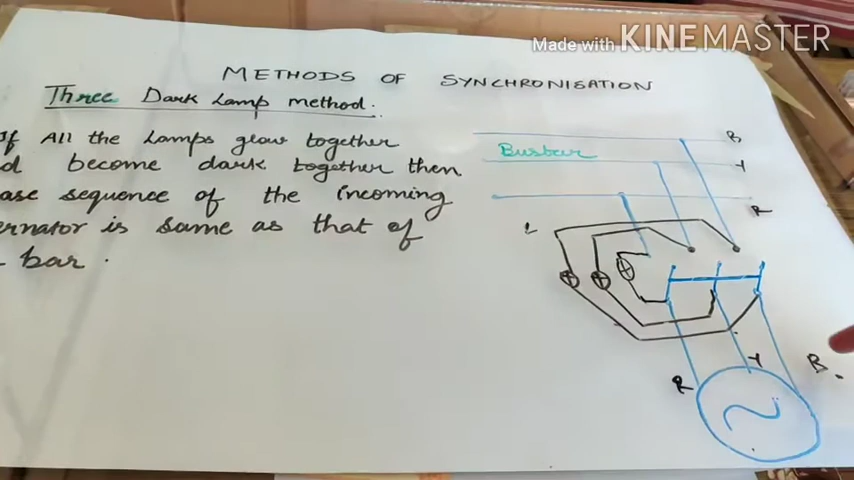 Made with KINEMASTER
METHODS OF SYNCHRONISATION
Three Dark Lamp method.
If All the Lamps glow together
become dark together then
sequence of the incoming
is same as that of
bar.
Busbar
B
Y
R
L
R
Y
B.